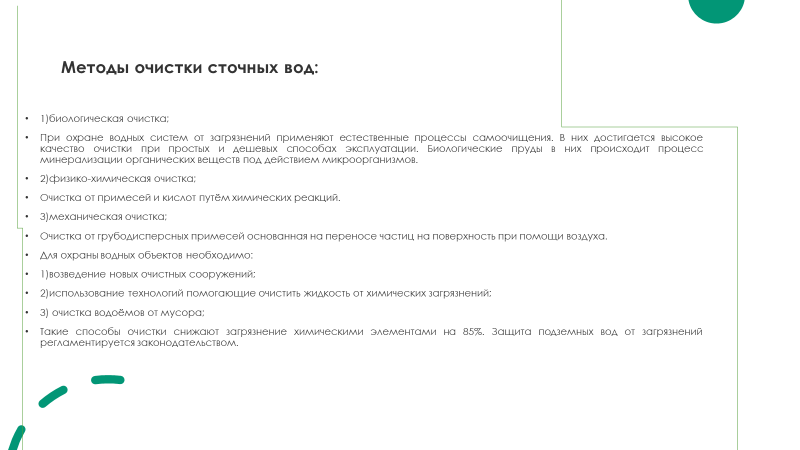 Методы очистки сточных вод:
• 1)биологическая очистка;
• При охране водных систем от загрязнений применяют естественные процессы самоочищения. В них достигается высокое
качество очистки при простых и дешевых способах эксплуатации. Биологические пруды в них происходит процесс
минерализации органических веществ под действием микроорганизмов.
• 2)физико-химическая очистка;
• Очистка от примесей и кислот путём химических реакций.
• 3)механическая очистка;
• Очистка от грубодисперсных примесей основанная на переносе частиц на поверхность при помощи воздуха.
• Для охраны водных объектов необходимо:
• 1)возведение новых очистных сооружений;
• 2)использование технологий помогающие очистить жидкость от химических загрязнений;
• 3) очистка водоёмов от мусора;
• Такие способы очистки снижают загрязнение химическими элементами на 85%. Защита подземных вод от загрязнений
регламентируется законодательством.